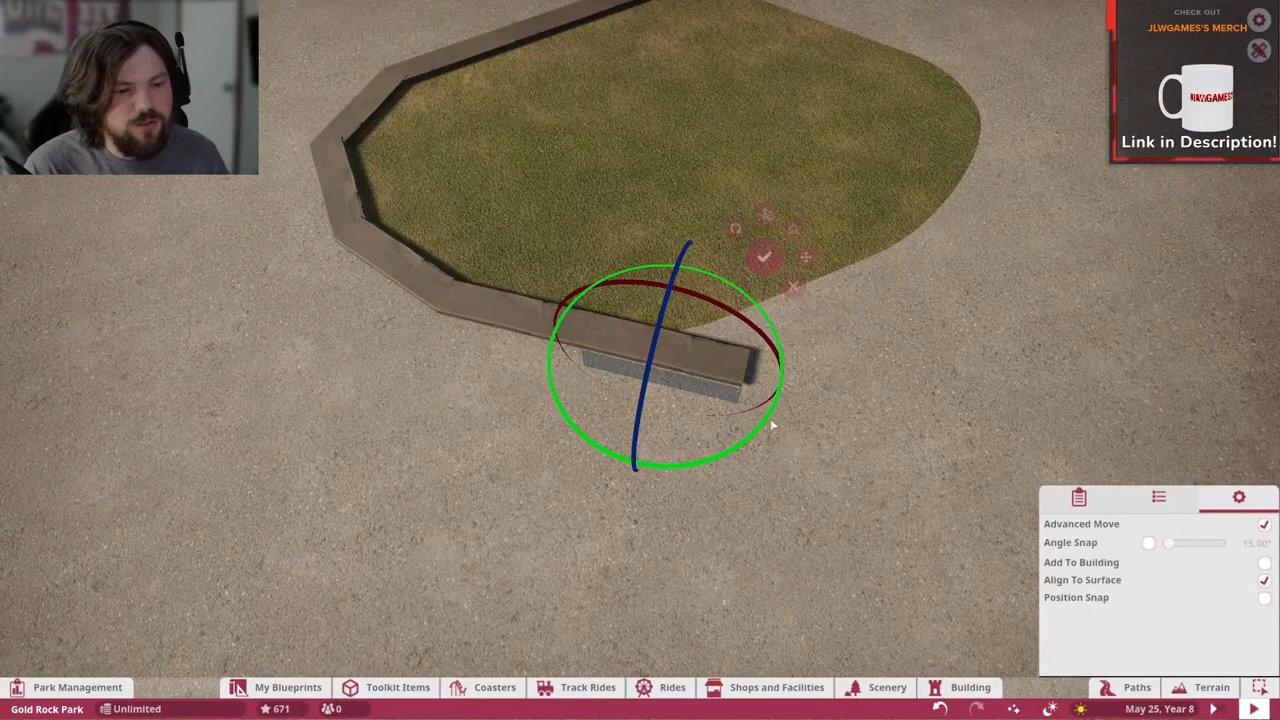 CHECK OUT
JLWGAMES'S MERCH
JLWGAMES
Link in Description!
Advanced Move
Angle Snap
15.00°
Add To Building
Align To Surface
Position Snap
Park Management
My Blueprints
Toolkit Items
Coasters
Track Rides
Rides
Shops and Facilities
Scenery
Building
Paths
Terrain
Gold Rock Park
Unlimited
671
0
May 25, Year 8